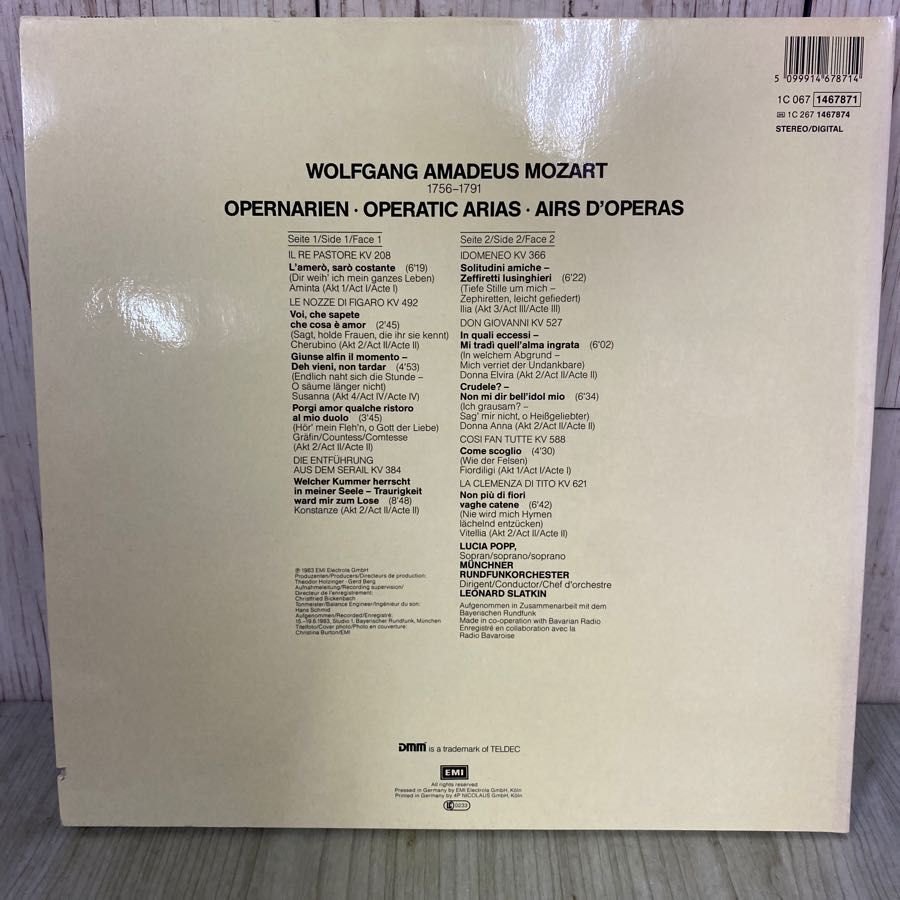 5 099914 678714
1C 067 1467871
1C 267 1467874
STEREO/DIGITAL
WOLFGANG AMADEUS MOZART
1756–1791
OPERNARIEN · OPERATIC ARIAS · AIRS D'OPERAS
Seite 1/Side 1/Face 1
IL RE PASTORE KV 208
L'amerò, sarò costante (6'19)
(Dir weih' ich mein ganzes Leben)
Aminta (Akt 1/Act I/Acte I)
LE NOZZE DI FIGARO KV 492
Voi, che sapete
che cosa è amor (2'45)
(Sagt, holde Frauen, die ihr sie kennt)
Cherubino (Akt 2/Act II/Acte II)
Giunse alfin il momento –
Deh vieni, non tardar (4'53)
(Endlich naht sich die Stunde –
O säume länger nicht)
Susanna (Akt 4/Act IV/Acte IV)
Porgi amor qualche ristoro
al mio duolo (3'45)
(Hör' mein Fleh'n, o Gott der Liebe)
Gräfin/Countess/Comtesse
(Akt 2/Act II/Acte II)
DIE ENTFÜHRUNG
AUS DEM SERAIL KV 384
Welcher Kummer herrscht
in meiner Seele – Traurigkeit
ward mir zum Lose (8'48)
Konstanze (Akt 2/Act II/Acte II)
Seite 2/Side 2/Face 2
IDOMENEO KV 366
Solitudini amiche –
Zeffiretti lusinghieri (6'22)
(Tiefe Stille um mich –
Zephiretten, leicht gefiedert)
Ilia (Akt 3/Act III/Acte III)
DON GIOVANNI KV 527
In quali eccessi –
Mi tradì quell'alma ingrata (6'02)
(In welchem Abgrund –
Mich verriet der Undankbare)
Donna Elvira (Akt 2/Act II/Acte II)
Crudele? –
Non mi dir bell'idol mio (6'34)
(Ich grausam? –
Sag' mir nicht, o Heißgeliebter)
Donna Anna (Akt 2/Act II/Acte II)
COSI FAN TUTTE KV 588
Come scoglio (4'30)
(Wie der Felsen)
Fiordiligi (Akt 1/Act I/Acte I)
LA CLEMENZA DI TITO KV 621
Non più di fiori
vaghe catene (6'42)
(Nie wird mich Hymen
lächelnd entzücken)
Vitellia (Akt 2/Act II/Acte II)
LUCIA POPP,
Sopran/soprano/soprano
MÜNCHNER
RUNDFUNKORCHESTER
Dirigent/Conductor/Chef d'orchestre
LEONARD SLATKIN
Aufgenommen in Zusammenarbeit mit dem
Bayerischen Rundfunk
Made in co-operation with Bavarian Radio
Enregistré en collaboration avec la
Radio Bavaroise
℗ 1983 EMI Electrola GmbH
Produzenten/Producers/Directeurs de production:
Theodor Holzinger · Gerd Berg
Aufnahmeleitung/Recording supervision/
Directeur de l'enregistrement:
Christfried Bickenbach
Tonmeister/Balance Engineer/Ingénieur du son:
Hans Schmid
Aufgenommen/Recorded/Enregistré:
15.–19.6.1983, Studio 1, Bayerischer Rundfunk, München
Titelfoto/Cover photo/Photo en couverture:
Christina Burton/EMI
DMM is a trademark of TELDEC
EMI
All rights reserved
Pressed in Germany by EMI Electrola GmbH, Köln
Printed in Germany by 4P NICOLAUS GmbH, Köln
LC 0233